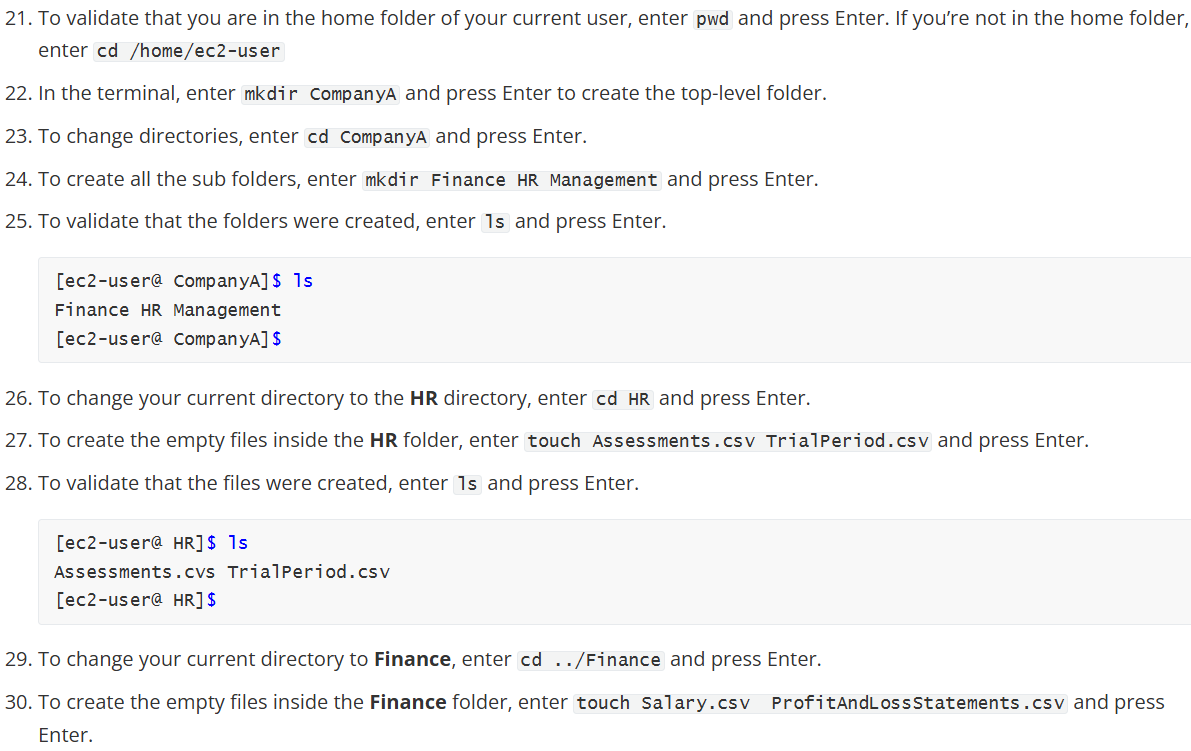 21. To validate that you are in the home folder of your current user, enter pwd and press Enter. If you’re not in the home folder,
enter cd /home/ec2-user
22. In the terminal, enter mkdir CompanyA and press Enter to create the top-level folder.
23. To change directories, enter cd CompanyA and press Enter.
24. To create all the sub folders, enter mkdir Finance HR Management and press Enter.
25. To validate that the folders were created, enter ls and press Enter.
[ec2-user@ CompanyA]$ ls
Finance HR Management
[ec2-user@ CompanyA]$
26. To change your current directory to the HR directory, enter cd HR and press Enter.
27. To create the empty files inside the HR folder, enter touch Assessments.csv TrialPeriod.csv and press Enter.
28. To validate that the files were created, enter ls and press Enter.
[ec2-user@ HR]$ ls
Assessments.cvs TrialPeriod.csv
[ec2-user@ HR]$
29. To change your current directory to Finance, enter cd ../Finance and press Enter.
30. To create the empty files inside the Finance folder, enter touch Salary.csv  ProfitAndLossStatements.csv and press
Enter.